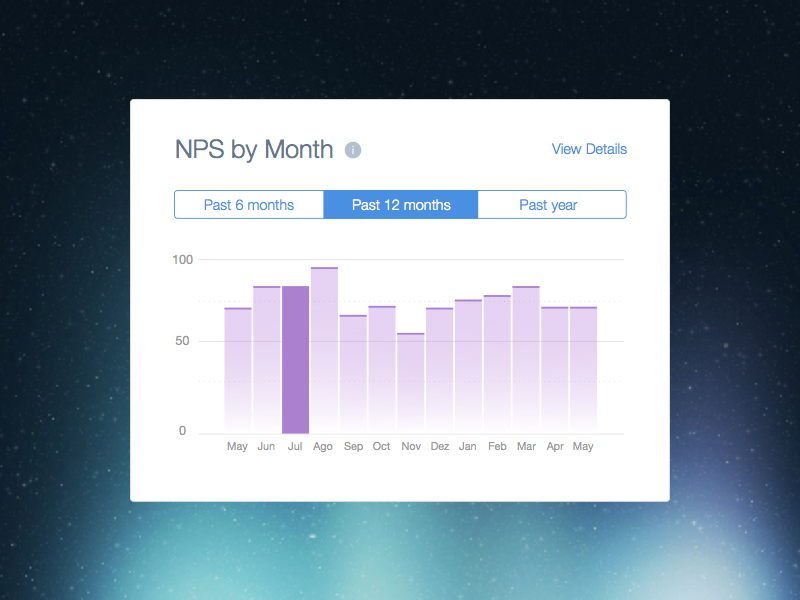 NPS by Month i
View Details
Past 6 months
Past 12 months
Past year
100
50
0
May Jun Jul Ago Sep Oct Nov Dez Jan Feb Mar Apr May